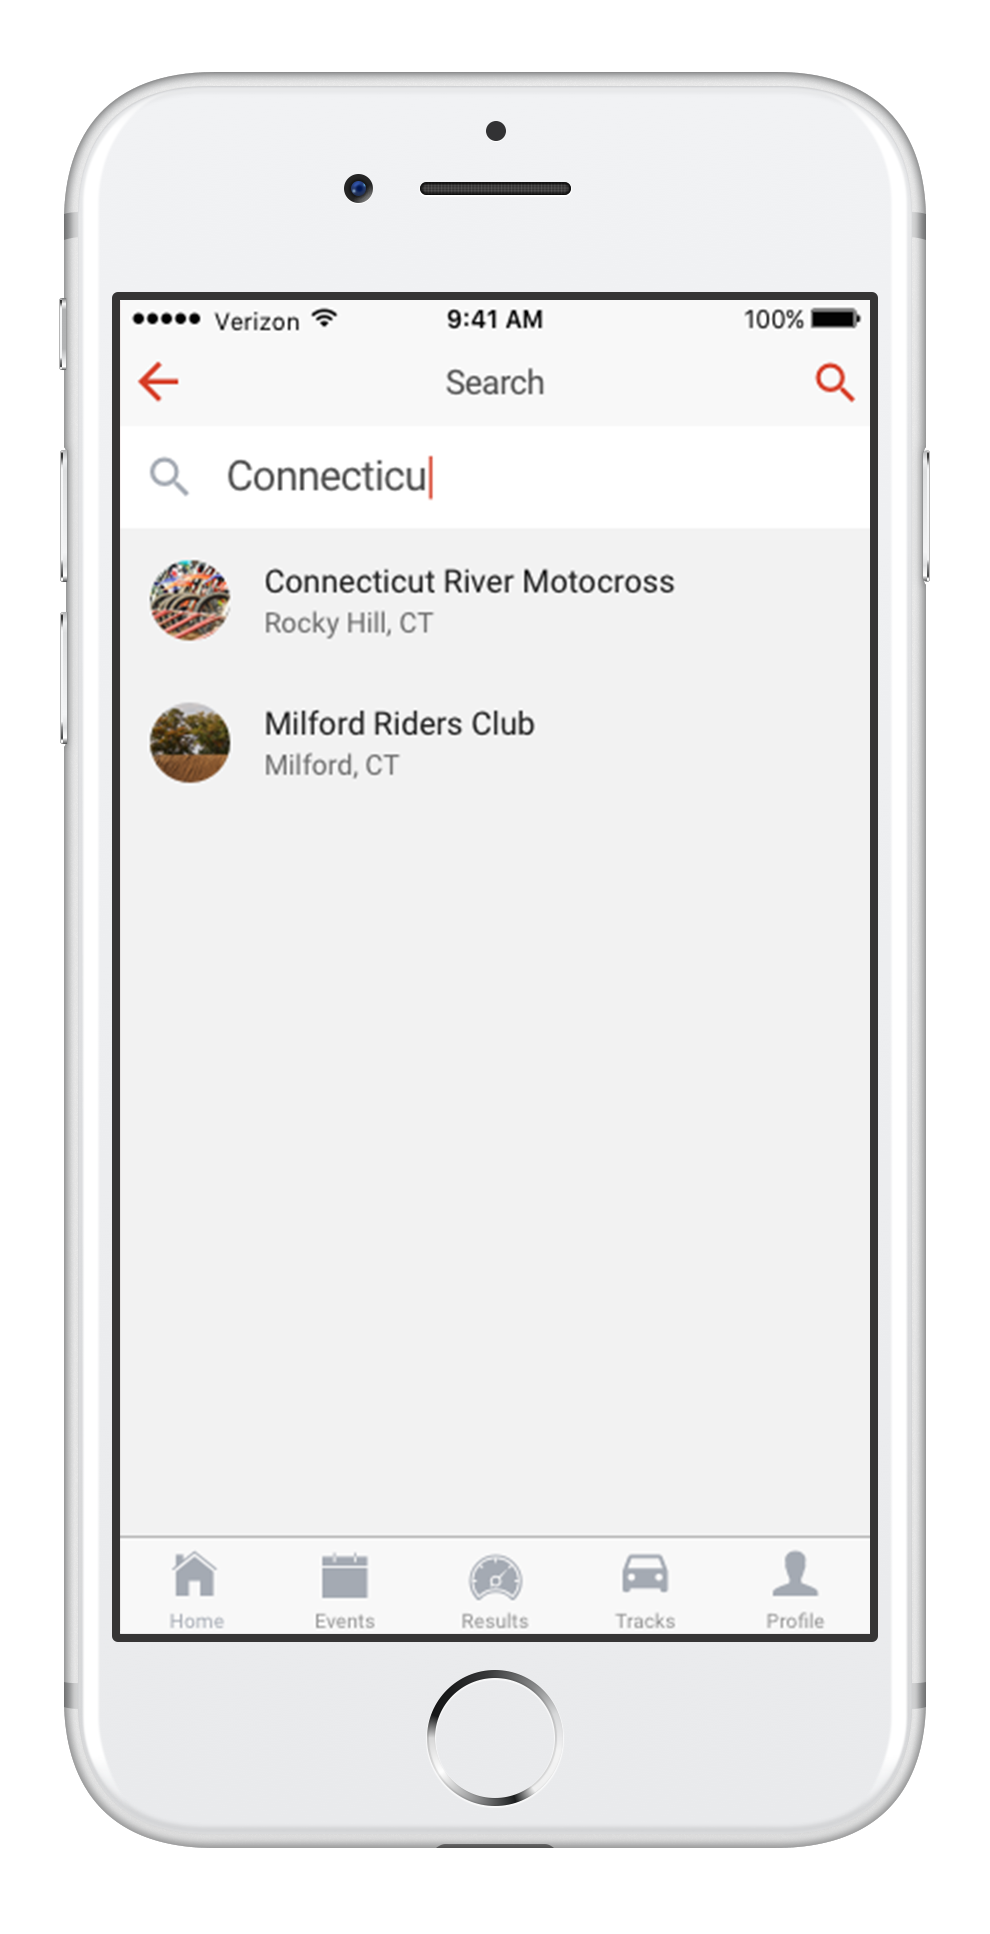 Verizon 9:41 AM 100%
Search
Connecticu
Connecticut River Motocross
Rocky Hill, CT
Milford Riders Club
Milford, CT
Home Events Results Tracks Profile